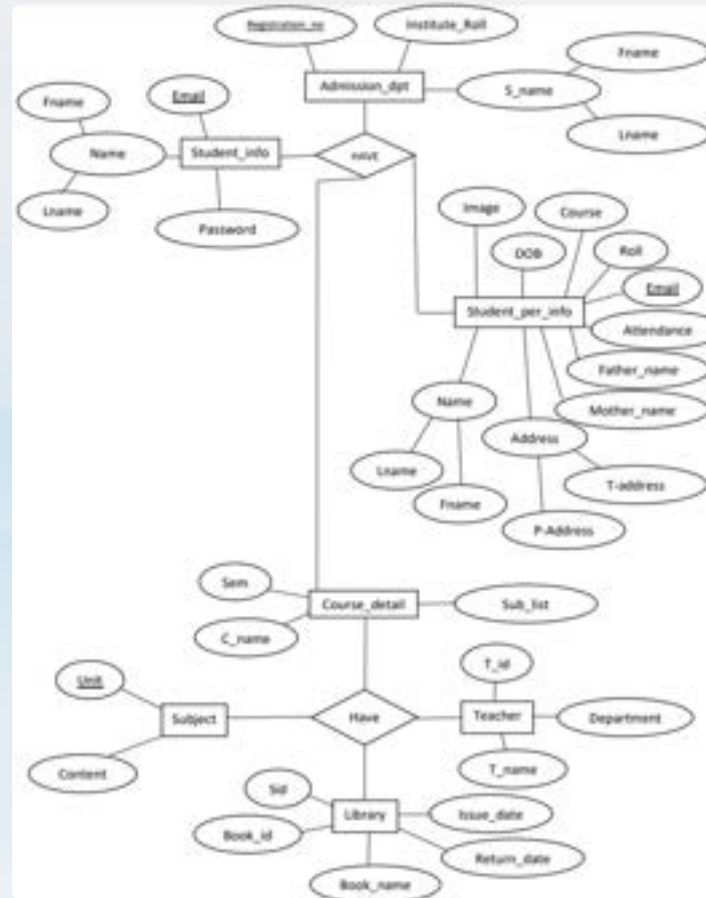 Registration_no
Institute_Roll
Fname
Admission_dpt
S_name
Fname
Email
Name
Student_info
HAVE
Lname
Lname
Password
Image
Course
DOB
Roll
Email
Student_per_info
Attendance
Father_name
Name
Mother_name
Address
Lname
T-address
Fname
P-Address
Sem
Course_detail
Sub_list
C_name
T_id
Unit
Subject
Have
Teacher
Department
Content
T_name
Sid
Library
Issue_date
Book_id
Return_date
Book_name